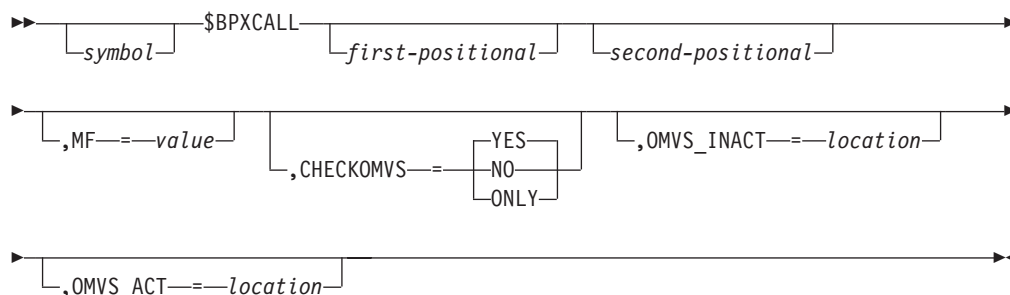 $BPXCALL
symbol
first-positional
second-positional
,MF=value
YES
,CHECKOMVS=
NO
ONLY
,OMVS_INACT=location
,OMVS ACT=location